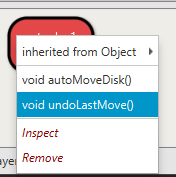 inherited from Object
void autoMoveDisk()
void undoLastMove()
Inspect
Remove